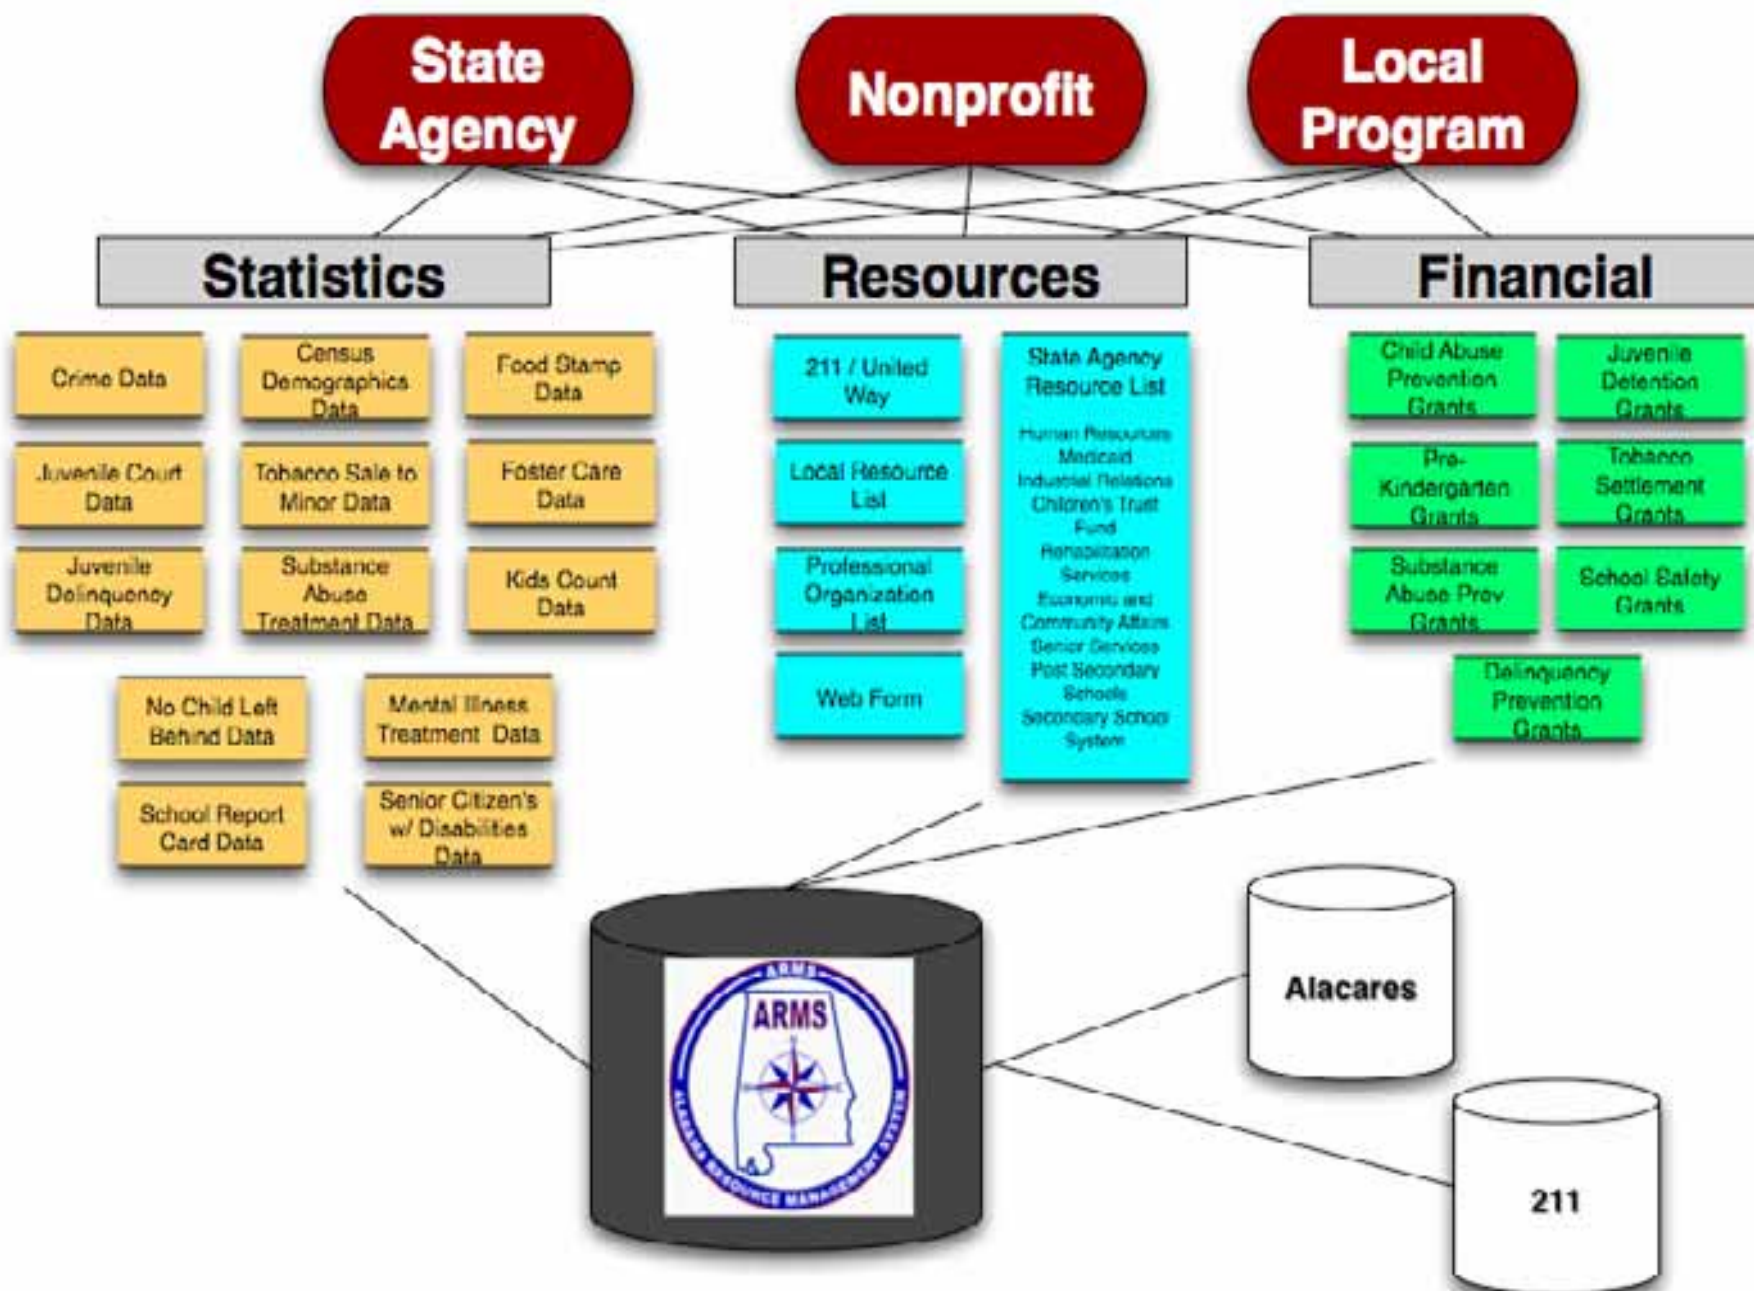 State
Agency
Nonprofit
Local
Program
Statistics
Resources
Financial
Crime Data
Census
Demographics
Data
Food Stamp
Data
Juvenile Court
Data
Tobacco Sale to
Minor Data
Foster Care
Data
Juvenile
Delinquency
Data
Substance
Abuse
Treatment Data
Kids Count
Data
No Child Left
Behind Data
Mental Illness
Treatment Data
School Report
Card Data
Senior Citizen's
w/ Disabilities
Data
211 / United
Way
Local Resource
List
Professional
Organization
List
Web Form
State Agency
Resource List
Human Resources
Medicaid
Industrial Relations
Children's Trust
Fund
Rehabilitation
Services
Economic and
Community Affairs
Senior Services
Post Secondary
Schools
Secondary School
System
Child Abuse
Prevention
Grants
Juvenile
Detention
Grants
Pre-
Kindergarten
Grants
Tobacco
Settlement
Grants
Substance
Abuse Prev
Grants
School Safety
Grants
Delinquency
Prevention
Grants
ARMS
ARMS
ALABAMA RESOURCE MANAGEMENT SYSTEM
Alacares
211